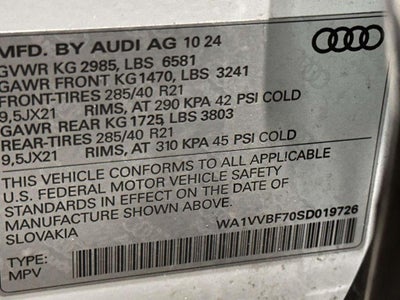 MFD. BY AUDI AG 10 24
GVWR KG 2985, LBS 6581
GAWR FRONT KG1470, LBS 3241
FRONT-TIRES 285/40 R21
9,5JX21 RIMS, AT 290 KPA 42 PSI COLD
GAWR REAR KG 1725, LBS 3803
REAR-TIRES 285/40 R21
9,5JX21 RIMS, AT 310 KPA 45 PSI COLD
THIS VEHICLE CONFORMS TO ALL APPLICABLE
U.S. FEDERAL MOTOR VEHICLE SAFETY
STANDARDS IN EFFECT ON THE DATE OF
MANUFACTURE SHOWN ABOVE.
SLOVAKIA WA1VVBF70SD019726
TYPE:
MPV